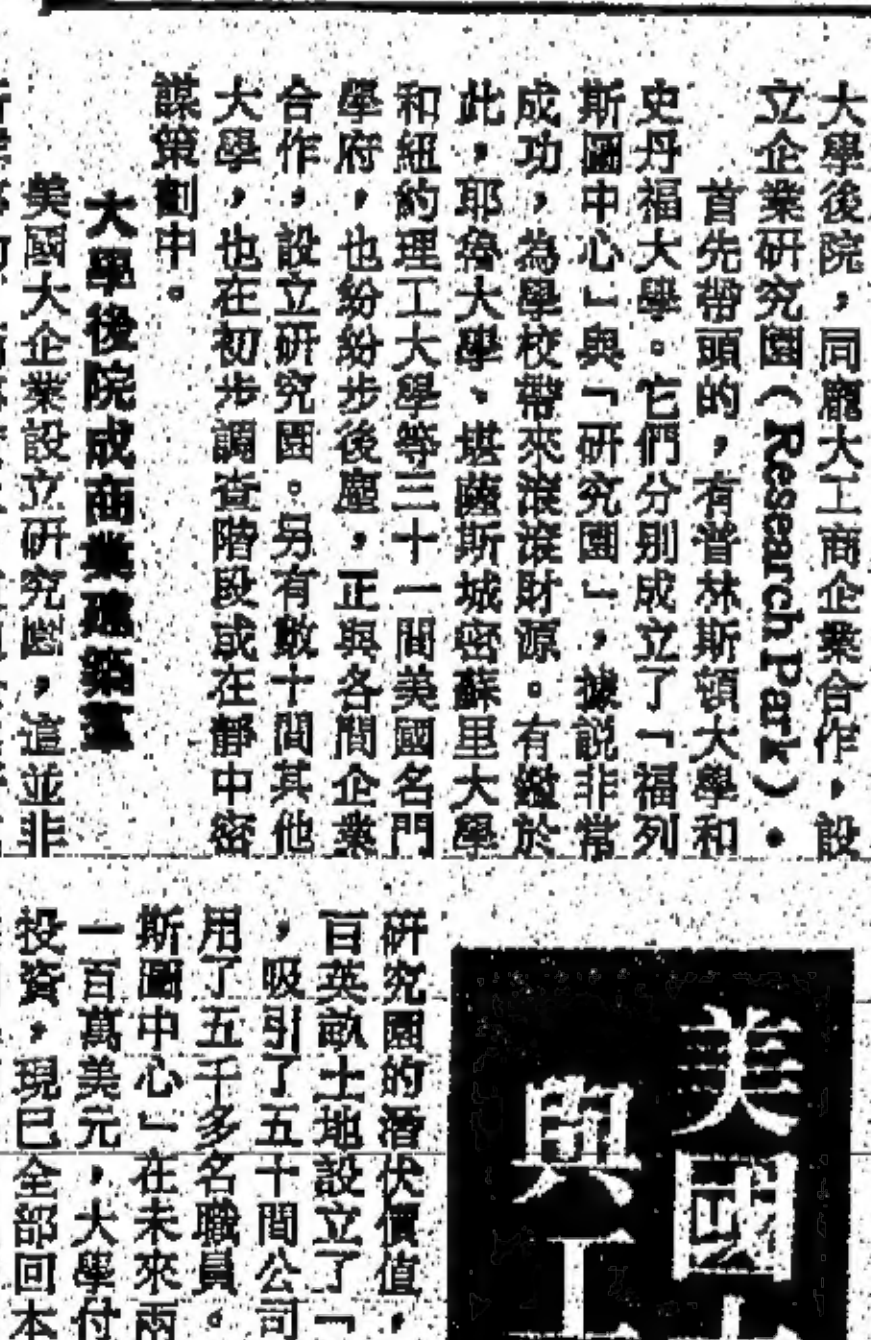 大學後院，同龐大工商企業合作，設
立企業研究園（Research Park）。
首先帶頭的，有普林斯頓大學和
史丹福大學。它們分別成立了「福列
斯圖中心」與「研究園」，據說非常
成功，為學校帶來滾滾財源。有鑑於
此，耶魯大學、堪薩斯城密蘇里大學
和紐約理工大學等三十一間美國名門
學府，也紛紛步後塵，正與各間企業
合作，設立研究園。另有數十間其他
大學，也在初步調查階段或在靜中密
謀策劃中。
大學後院成商業建築羣
美國大企業設立研究園，這並非
美國
與工
研究園的潛伏價值，
百英畝土地設立了「
，吸引了五十間公司
用了五千多名職員。
斯圖中心」在未來兩
一百萬美元，大學付
投資，現已全部回本